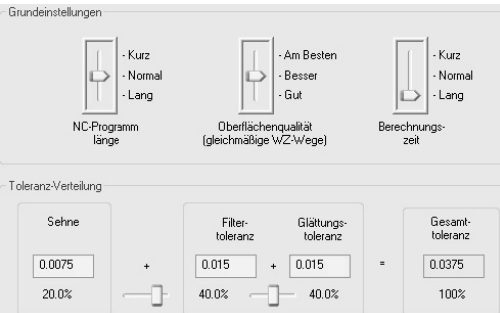 Grundeinstellungen
- Kurz
- Normal
- Lang
NC-Programm
länge
- Am Besten
- Besser
- Gut
Oberflächenqualität
(gleichmäßige WZ-Wege)
- Kurz
- Normal
- Lang
Berechnungs-
zeit
Toleranz-Verteilung
Sehne
0.0075
20.0%
+
Filter-
toleranz
0.015
40.0%
+
Glättungs-
toleranz
0.015
40.0%
=
Gesamt-
toleranz
0.0375
100%